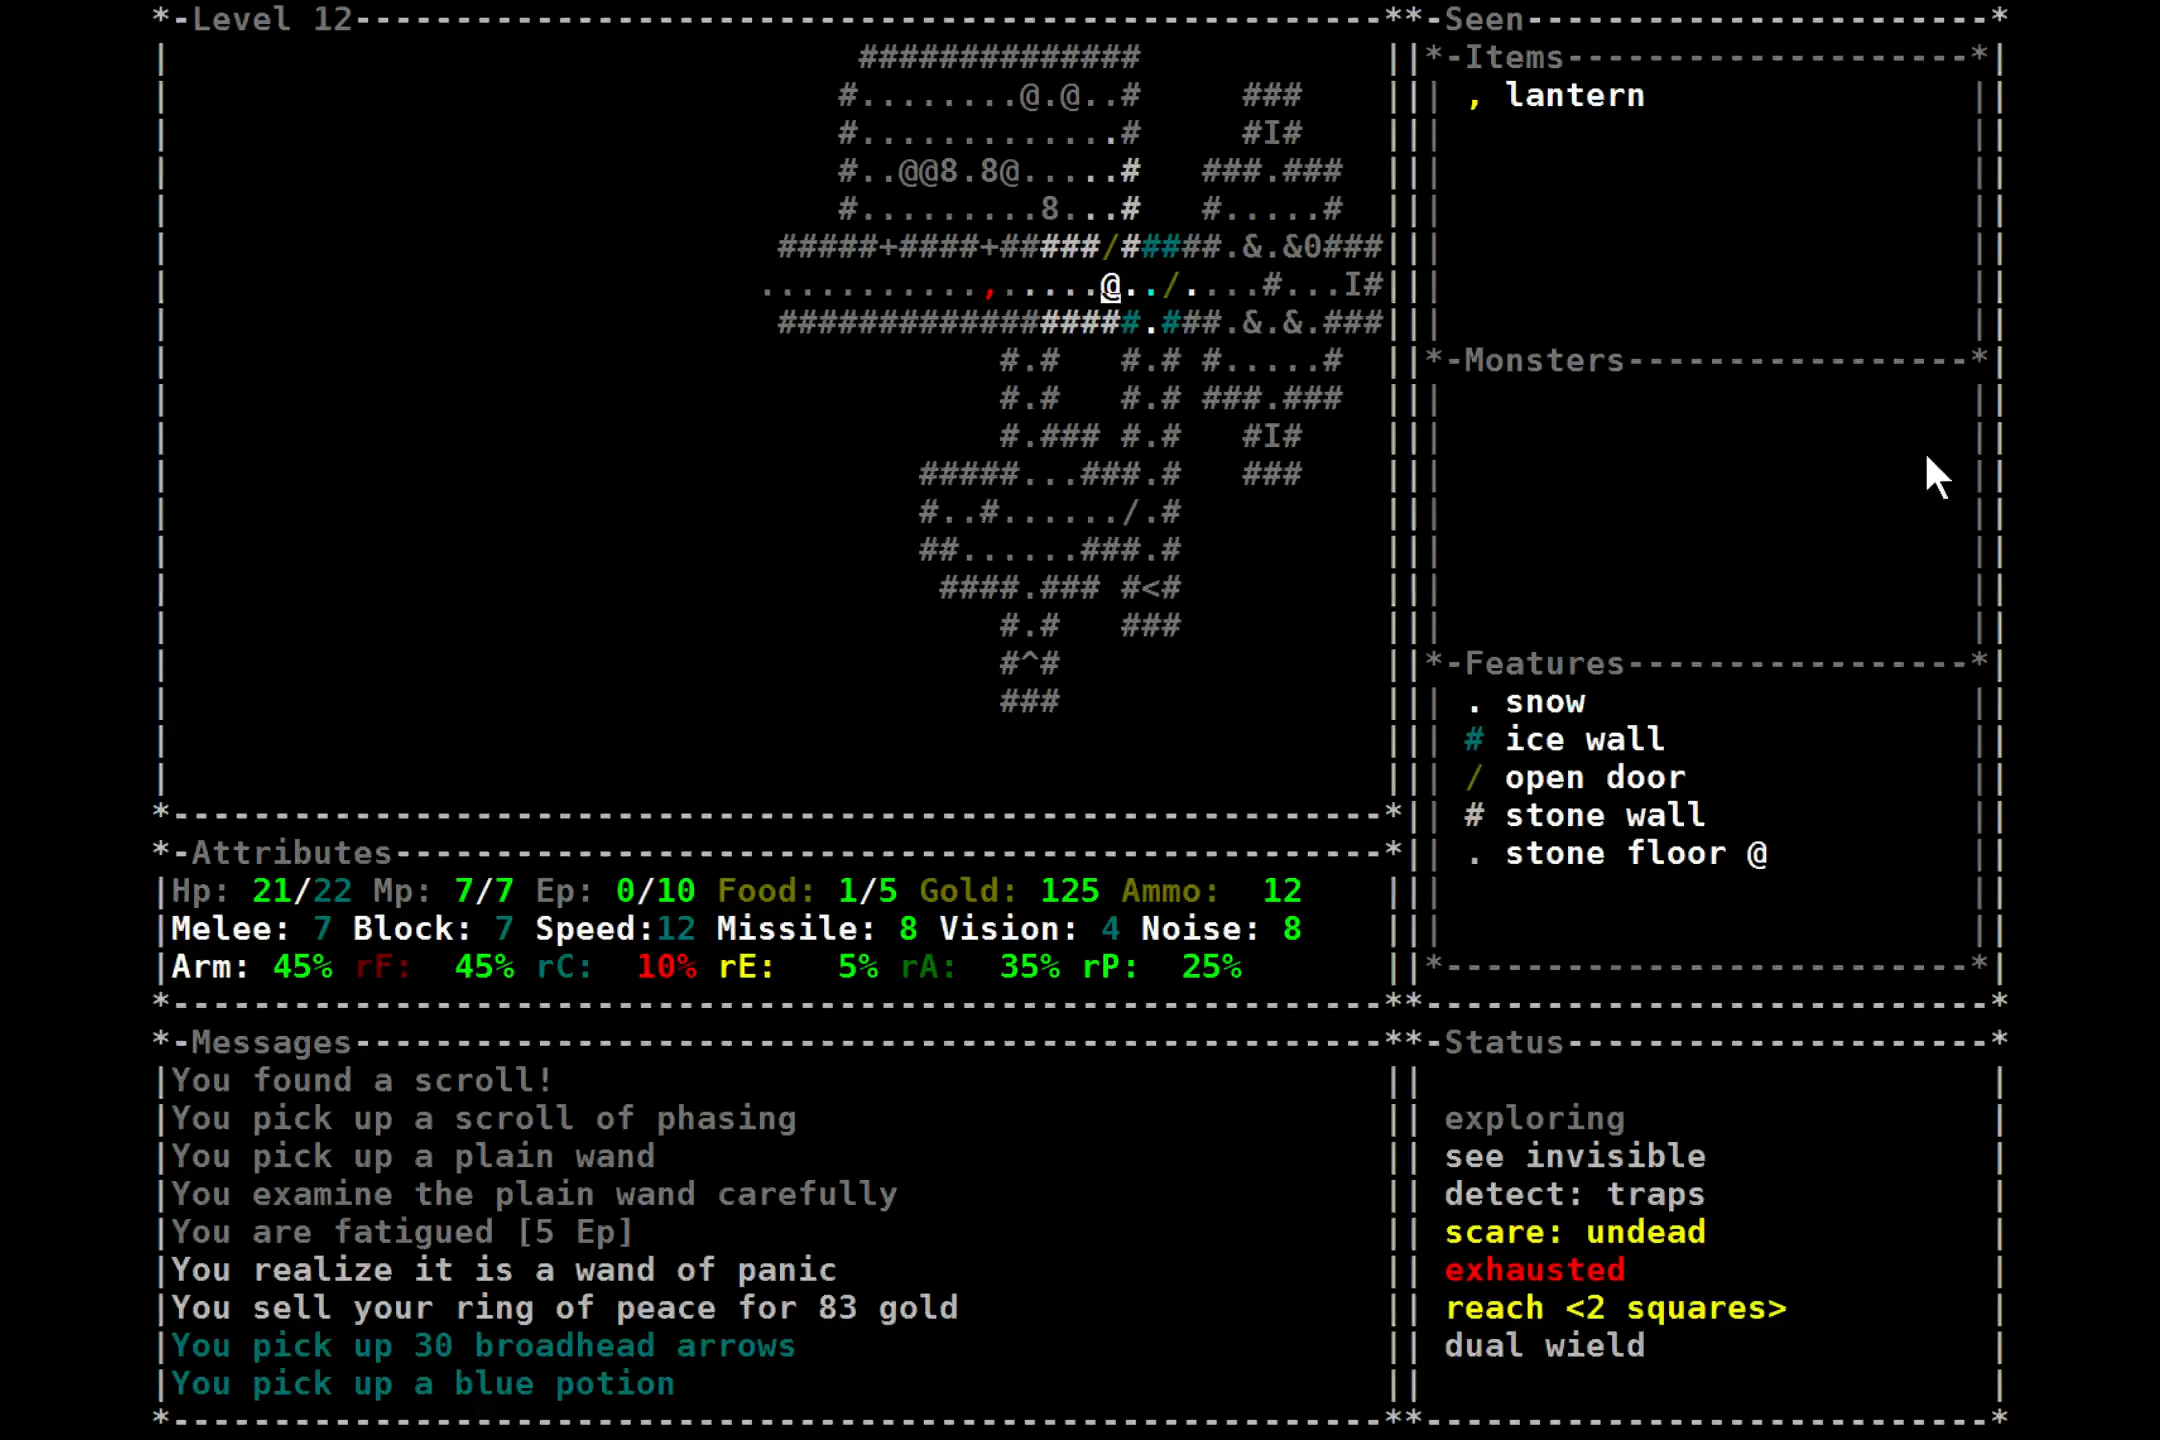 *-Level 12---------------------------------------------------**-Seen-----------------------*
|                                  ##############            ||*-Items--------------------*|
|                                 #........@.@..#     ###    ||| , lantern                ||
|                                 #.............#     #I#    |||                          ||
|                                 #..@@8.8@.....#   ###.###  |||                          ||
|                                 #.........8...#   #.....#  |||                          ||
|                              #####+####+#####/#####.&.&0###|||                          ||
|                             ...........,.....@../.....#...I#|||                          ||
|                              #################.###.&.&.###|||                          ||
|                                         #.#   #.# #.....#  ||*-Monsters-----------------*|
|                                         #.#   #.# ###.###  |||                          ||
|                                         #.### #.#   #I#    |||                          ||
|                                     #####...###.#   ###    |||                          ||
|                                     #..#....../.#          |||                          ||
|                                     ##......###.#          |||                          ||
|                                      ####.### #<#          |||                          ||
|                                         #.#   ###          |||                          ||
|                                         #^#                ||*-Features-----------------*|
|                                         ###                ||| . snow                   ||
|                                                            ||| # ice wall               ||
|                                                            ||| / open door              ||
*------------------------------------------------------------*|| # stone wall             ||
*-Attributes-------------------------------------------------*|| . stone floor @          ||
|Hp: 21/22 Mp: 7/7 Ep: 0/10 Food: 1/5 Gold: 125 Ammo:  12    |||                          ||
|Melee: 7 Block: 7 Speed:12 Missile: 8 Vision: 4 Noise: 8    |||                          ||
|Arm: 45% rF:  45% rC:  10% rE:   5% rA:  35% rP:  25%       ||*--------------------------*|
*------------------------------------------------------------**----------------------------*
*-Messages---------------------------------------------------**-Status---------------------*
|You found a scroll!                                         ||                            |
|You pick up a scroll of phasing                             || exploring                  |
|You pick up a plain wand                                    || see invisible              |
|You examine the plain wand carefully                        || detect: traps              |
|You are fatigued [5 Ep]                                     || scare: undead              |
|You realize it is a wand of panic                           || exhausted                  |
|You sell your ring of peace for 83 gold                     || reach <2 squares>          |
|You pick up 30 broadhead arrows                             || dual wield                 |
|You pick up a blue potion                                   ||                            |
*------------------------------------------------------------**----------------------------*